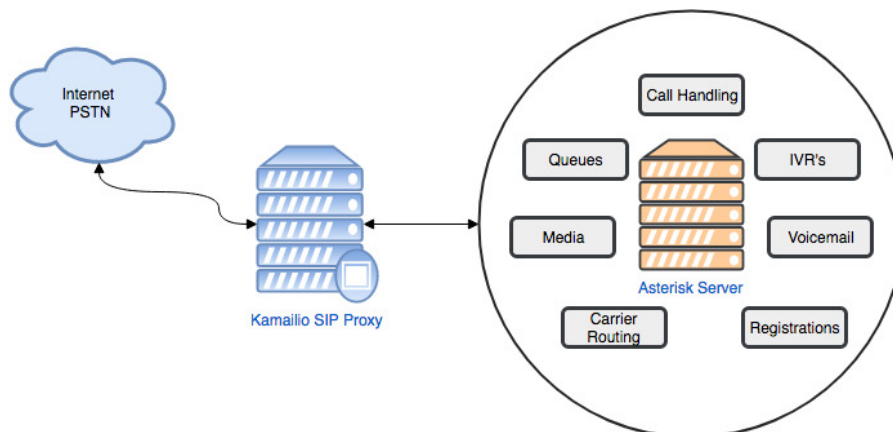 Internet
PSTN
Kamailio SIP Proxy
Call Handling
Queues
IVR's
Media
Voicemail
Asterisk Server
Carrier
Routing
Registrations